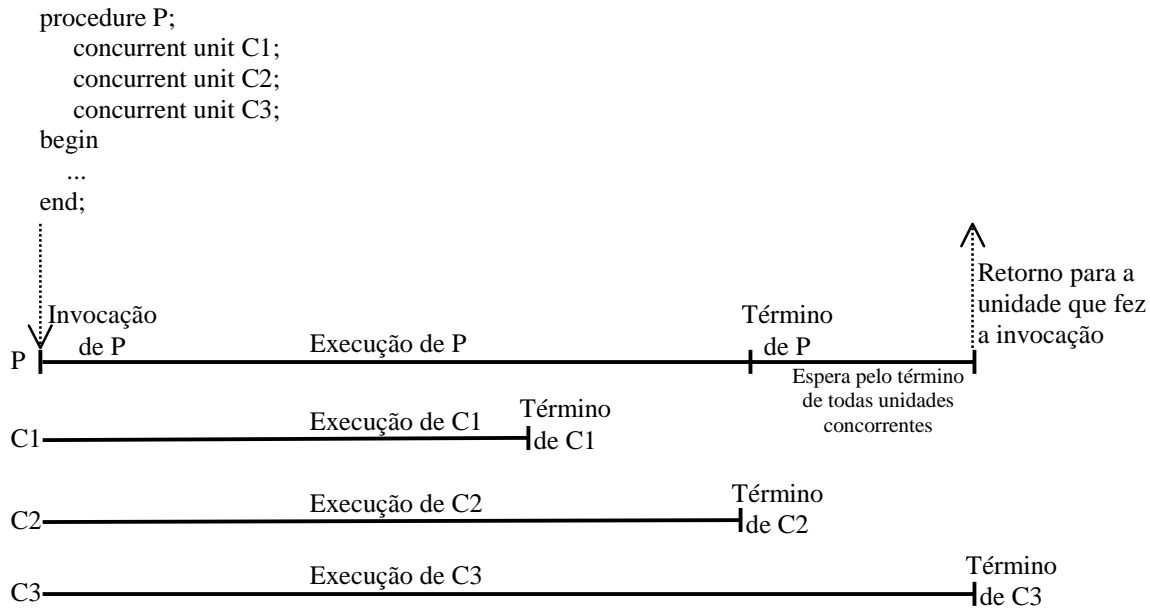 procedure P;
concurrent unit C1;
concurrent unit C2;
concurrent unit C3;
begin
...
end;
Retorno para a
unidade que fez
a invocação
Invocação
de P
Execução de P
Término
de P
P
Espera pelo término
de todas unidades
concorrentes
Execução de C1
Término
de C1
C1
Execução de C2
Término
de C2
C2
Execução de C3
Término
de C3
C3